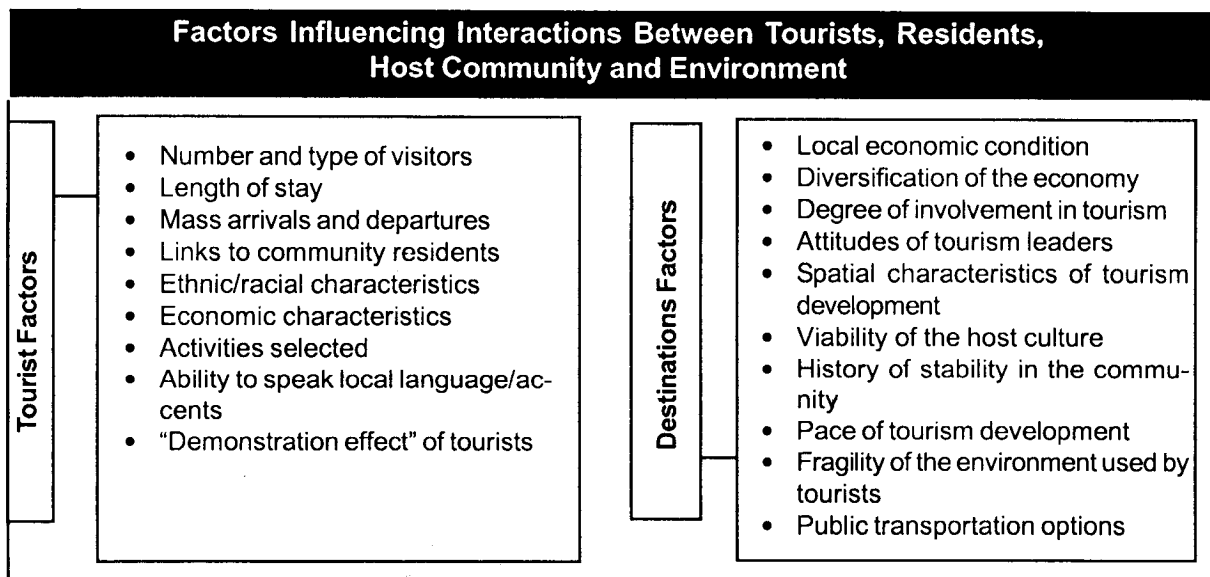 Factors Influencing Interactions Between Tourists, Residents,
Host Community and Environment
Tourist Factors
• Number and type of visitors
• Length of stay
• Mass arrivals and departures
• Links to community residents
• Ethnic/racial characteristics
• Economic characteristics
• Activities selected
• Ability to speak local language/ac-
cents
• “Demonstration effect” of tourists
Destinations Factors
• Local economic condition
• Diversification of the economy
• Degree of involvement in tourism
• Attitudes of tourism leaders
• Spatial characteristics of tourism
development
• Viability of the host culture
• History of stability in the commu-
nity
• Pace of tourism development
• Fragility of the environment used by
tourists
• Public transportation options